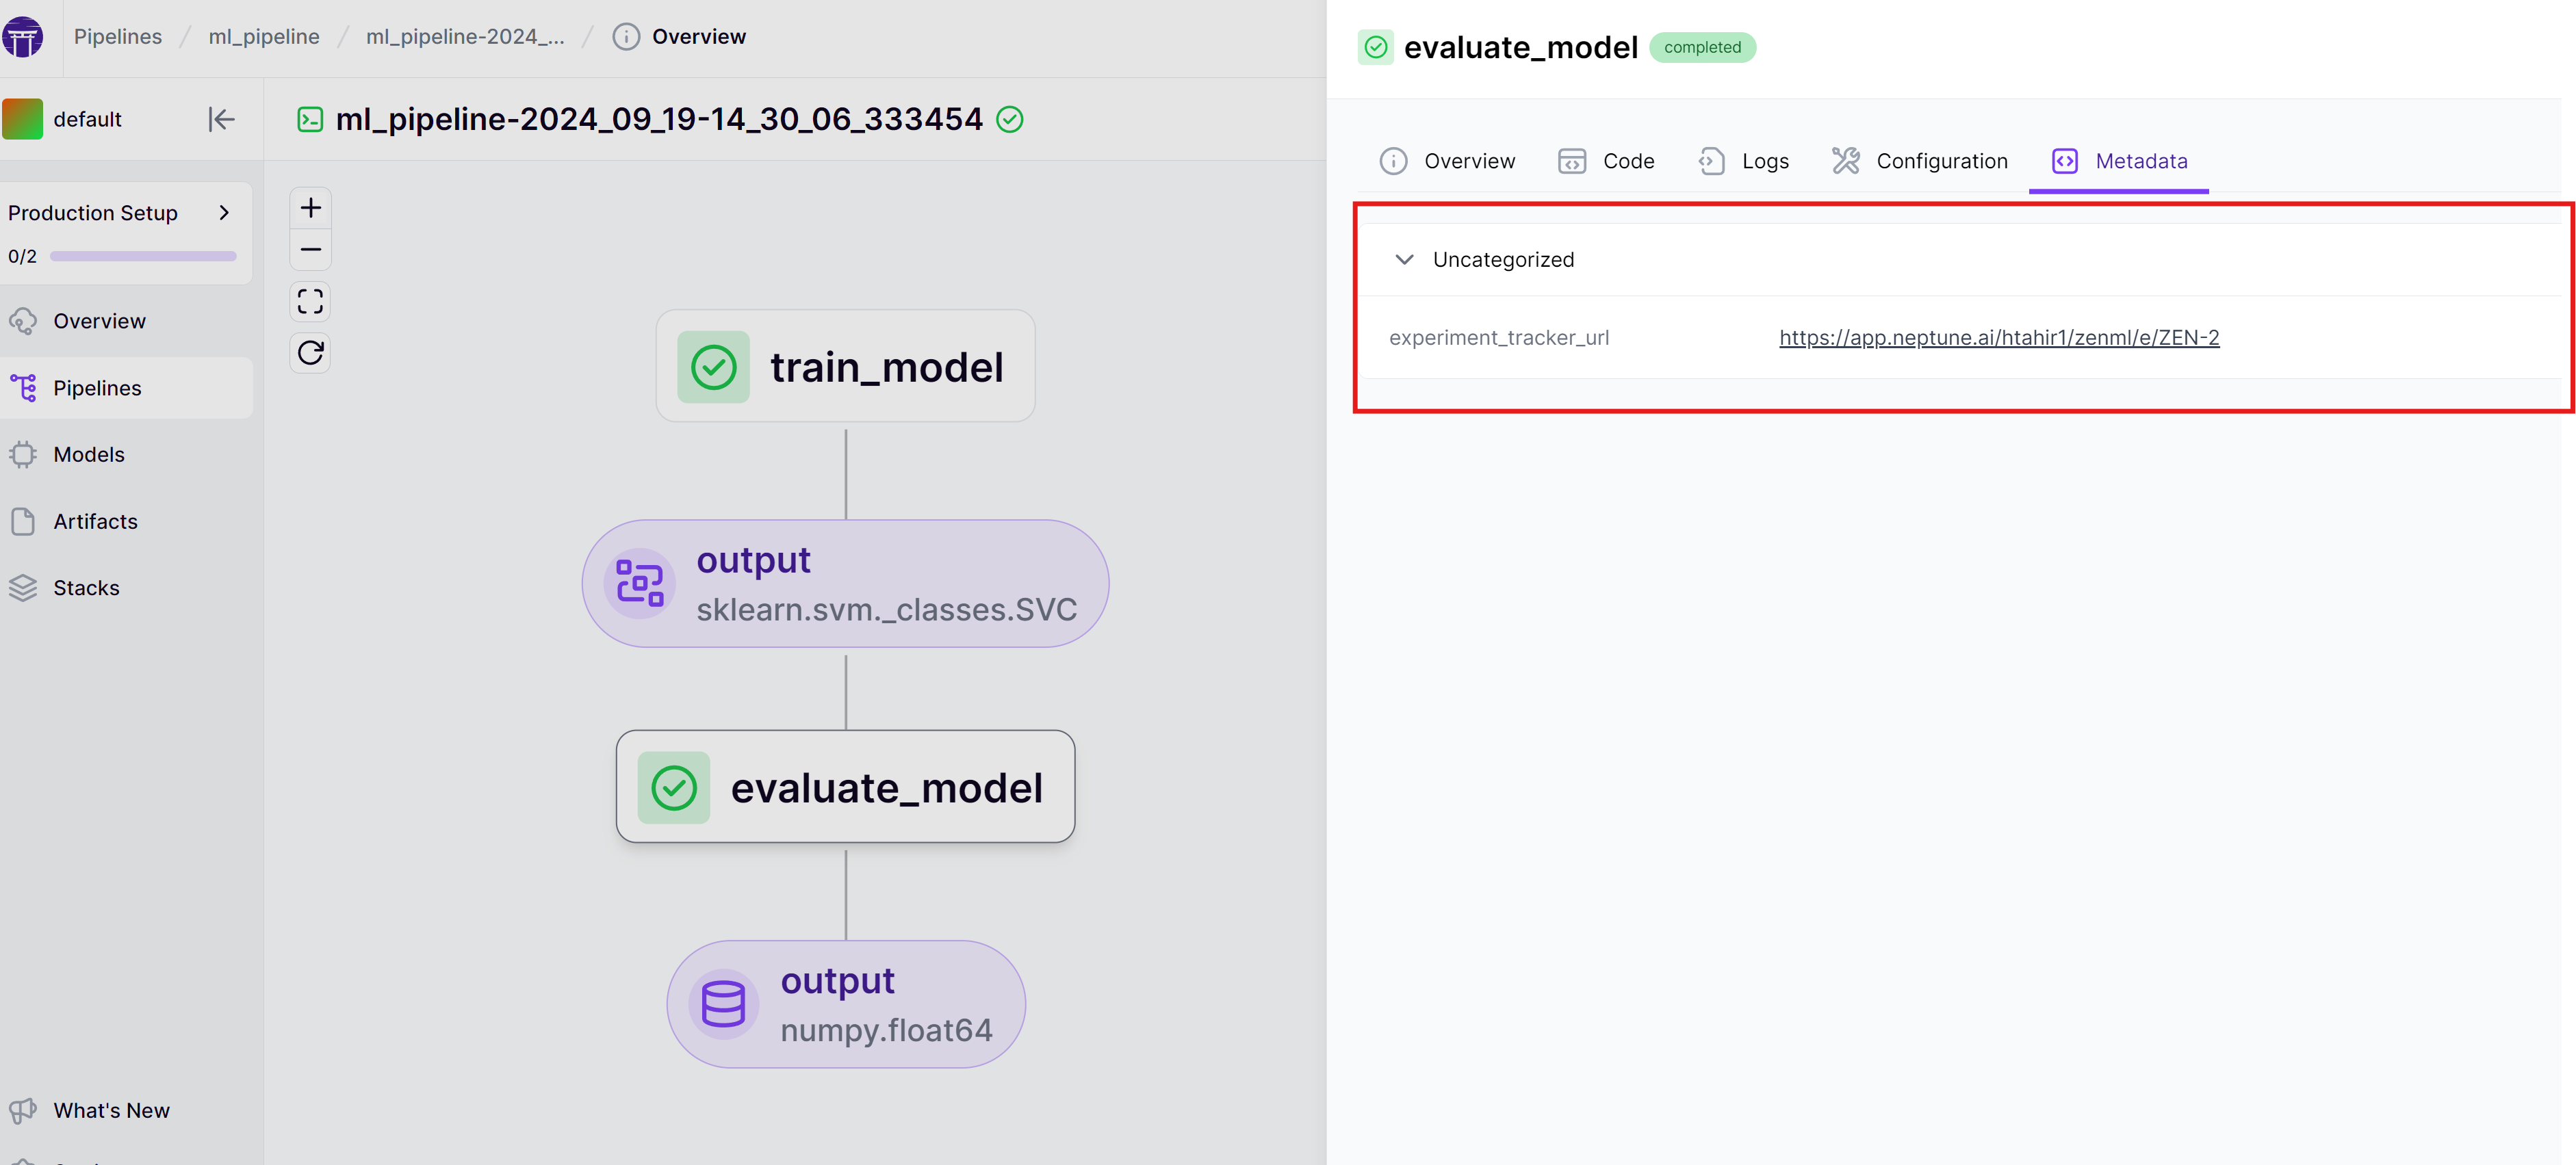 Pipelines / ml_pipeline / ml_pipeline-2024_... / Overview
default
ml_pipeline-2024_09_19-14_30_06_333454
Production Setup
0/2
Overview
Pipelines
Models
Artifacts
Stacks
What's New
train_model
output
sklearn.svm._classes.SVC
evaluate_model
output
numpy.float64
evaluate_model completed
Overview Code Logs Configuration Metadata
Uncategorized
experiment_tracker_url https://app.neptune.ai/htahir1/zenml/e/ZEN-2